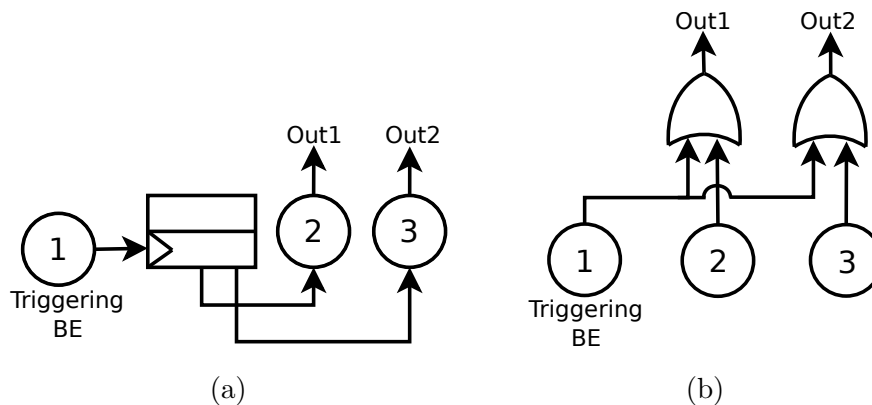 Out1
Out2
1
2
3
Triggering
BE
(a)
Out1
Out2
1
2
3
Triggering
BE
(b)